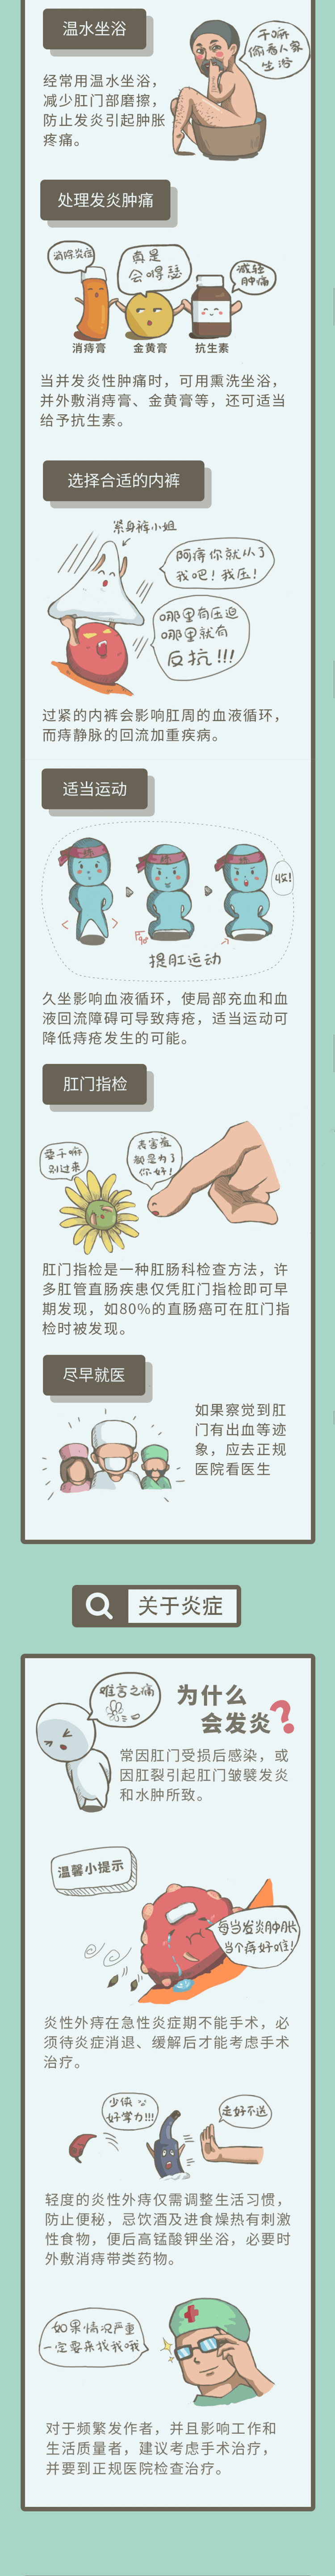 温水坐浴
干嘛
偷看人家
生浴
经常用温水坐浴，
减少肛门部磨擦，
防止发炎引起肿胀
疼痛。
处理发炎肿痛
消除炎症
真是
会嘚瑟
减轻
肿痛
消痔膏
金黄膏
抗生素
当并发炎性肿痛时，可用熏洗坐浴，
并外敷消痔膏、金黄膏等，还可适当
给予抗生素。
选择合适的内裤
紧身裤小姐
阿痔你就从了
我吧！我压！
哪里有压迫
哪里就有
反抗!!!
过紧的内裤会影响肛周的血液循环，
而痔静脉的回流加重疾病。
适当运动
收!
提肛运动
久坐影响血液循环，使局部充血和血
液回流障碍可导致痔疮，适当运动可
降低痔疮发生的可能。
肛门指检
要干嘛
别过来
表害羞
都是为了
你好！
肛门指检是一种肛肠科检查方法，许
多肛管直肠疾患仅凭肛门指检即可早
期发现，如80%的直肠癌可在肛门指
检时被发现。
尽早就医
如果察觉到肛
门有出血等迹
象，应去正规
医院看医生
关于炎症
难言之痛
为什么
会发炎?
常因肛门受损后感染，或
因肛裂引起肛门皱襞发炎
和水肿所致。
温馨小提示
每当发炎肿胀
当个痔好难!
炎性外痔在急性炎症期不能手术，必
须待炎症消退、缓解后才能考虑手术
治疗。
少侠
好掌力!!!
走好不送
轻度的炎性外痔仅需调整生活习惯，
防止便秘，忌饮酒及进食燥热有刺激
性食物，便后高锰酸钾坐浴，必要时
外敷消痔带类药物。
如果情况严重
一定要来找我哦
对于频繁发作者，并且影响工作和
生活质量者，建议考虑手术治疗，
并要到正规医院检查治疗。